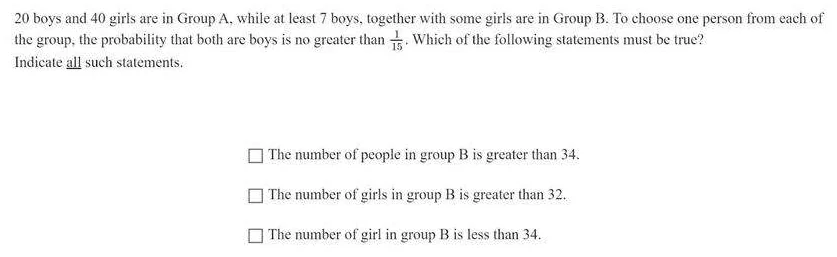 20 boys and 40 girls are in Group A, while at least 7 boys, together with some girls are in Group B. To choose one person from each of
the group, the probability that both are boys is no greater than 1/15. Which of the following statements must be true?
Indicate all such statements.
The number of people in group B is greater than 34.
The number of girls in group B is greater than 32.
The number of girl in group B is less than 34.